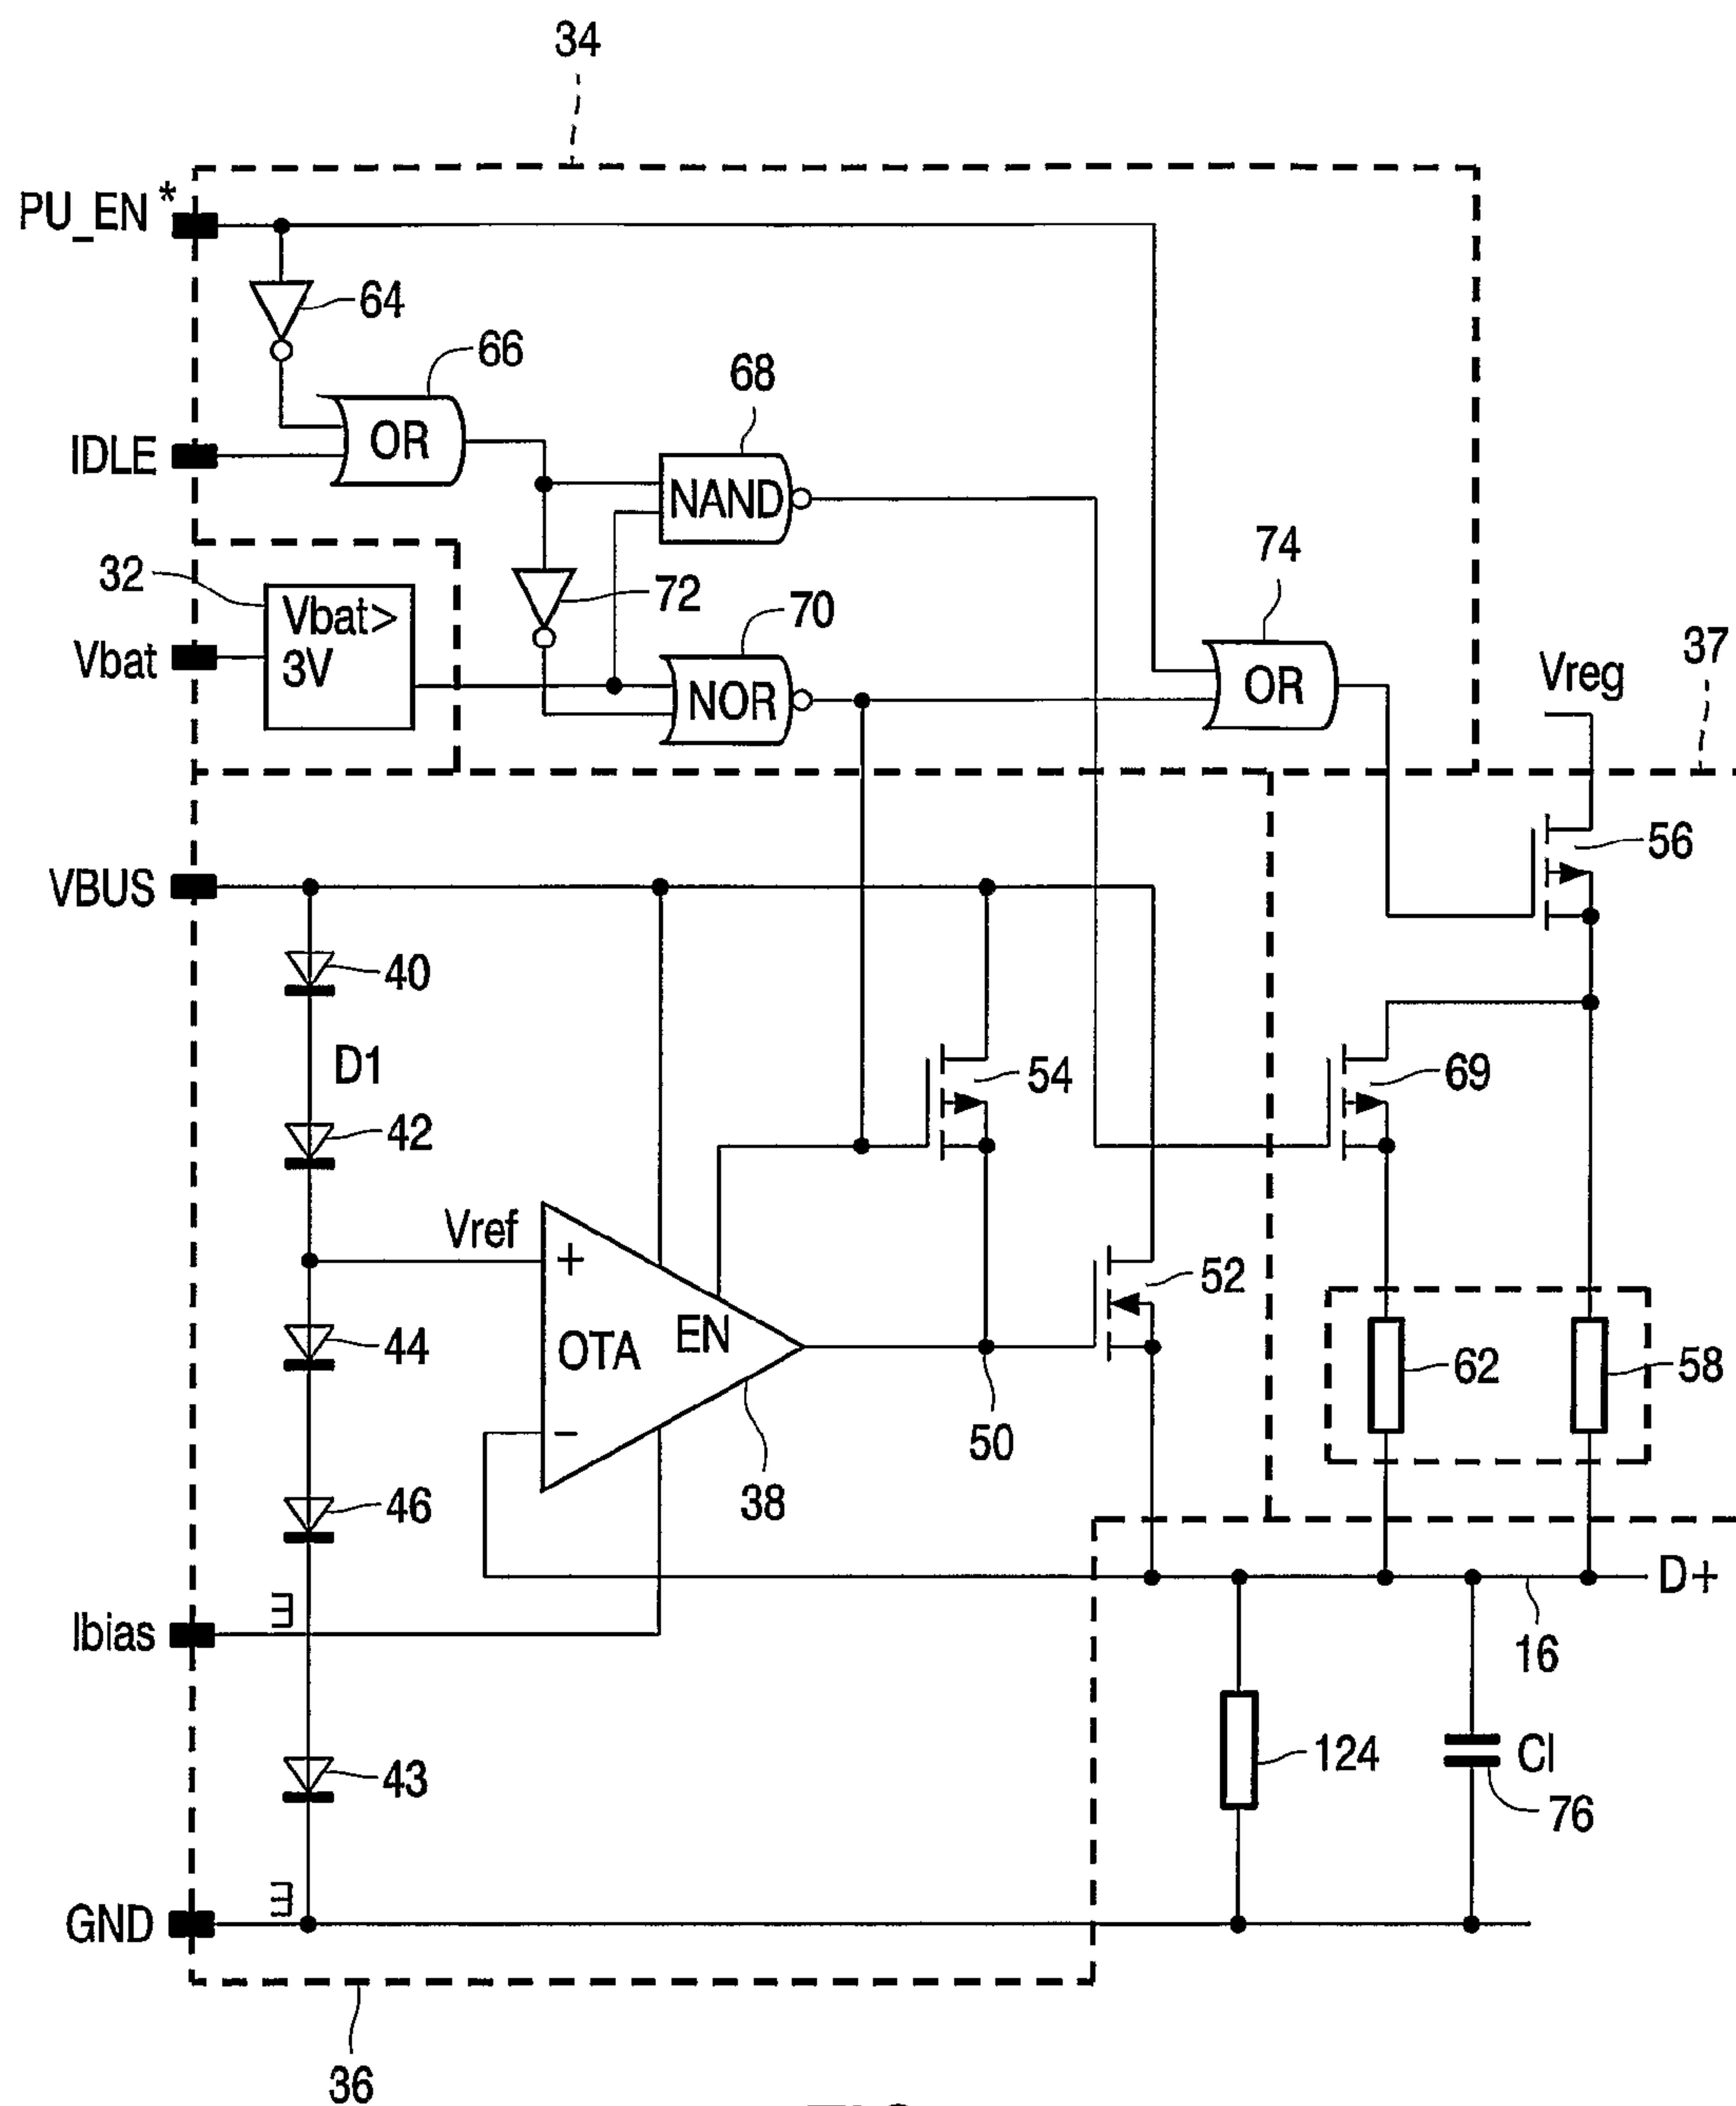 34
PU_EN*
64
66
OR
68
IDLE
NAND
74
32
Vbat>
3V
72
70
37
Vbat
NOR
OR
Vreg
56
VBUS
40
D1
54
69
42
Vref
+
52
OTA
EN
44
62
58
50
-
38
46
D+
Ibias
16
124
CI
43
76
GND
36